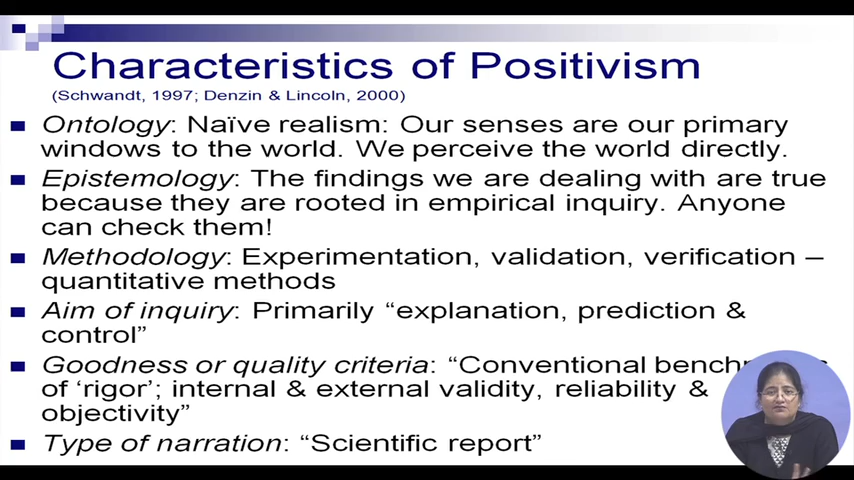 Characteristics of Positivism
(Schwandt, 1997; Denzin & Lincoln, 2000)
Ontology: Naïve realism: Our senses are our primary
windows to the world. We perceive the world directly.
Epistemology: The findings we are dealing with are true
because they are rooted in empirical inquiry. Anyone
can check them!
Methodology: Experimentation, validation, verification –
quantitative methods
Aim of inquiry: Primarily “explanation, prediction &
control”
Goodness or quality criteria: “Conventional
of ‘rigor’; internal & external validity, reliability &
objectivity”
Type of narration: “Scientific report”